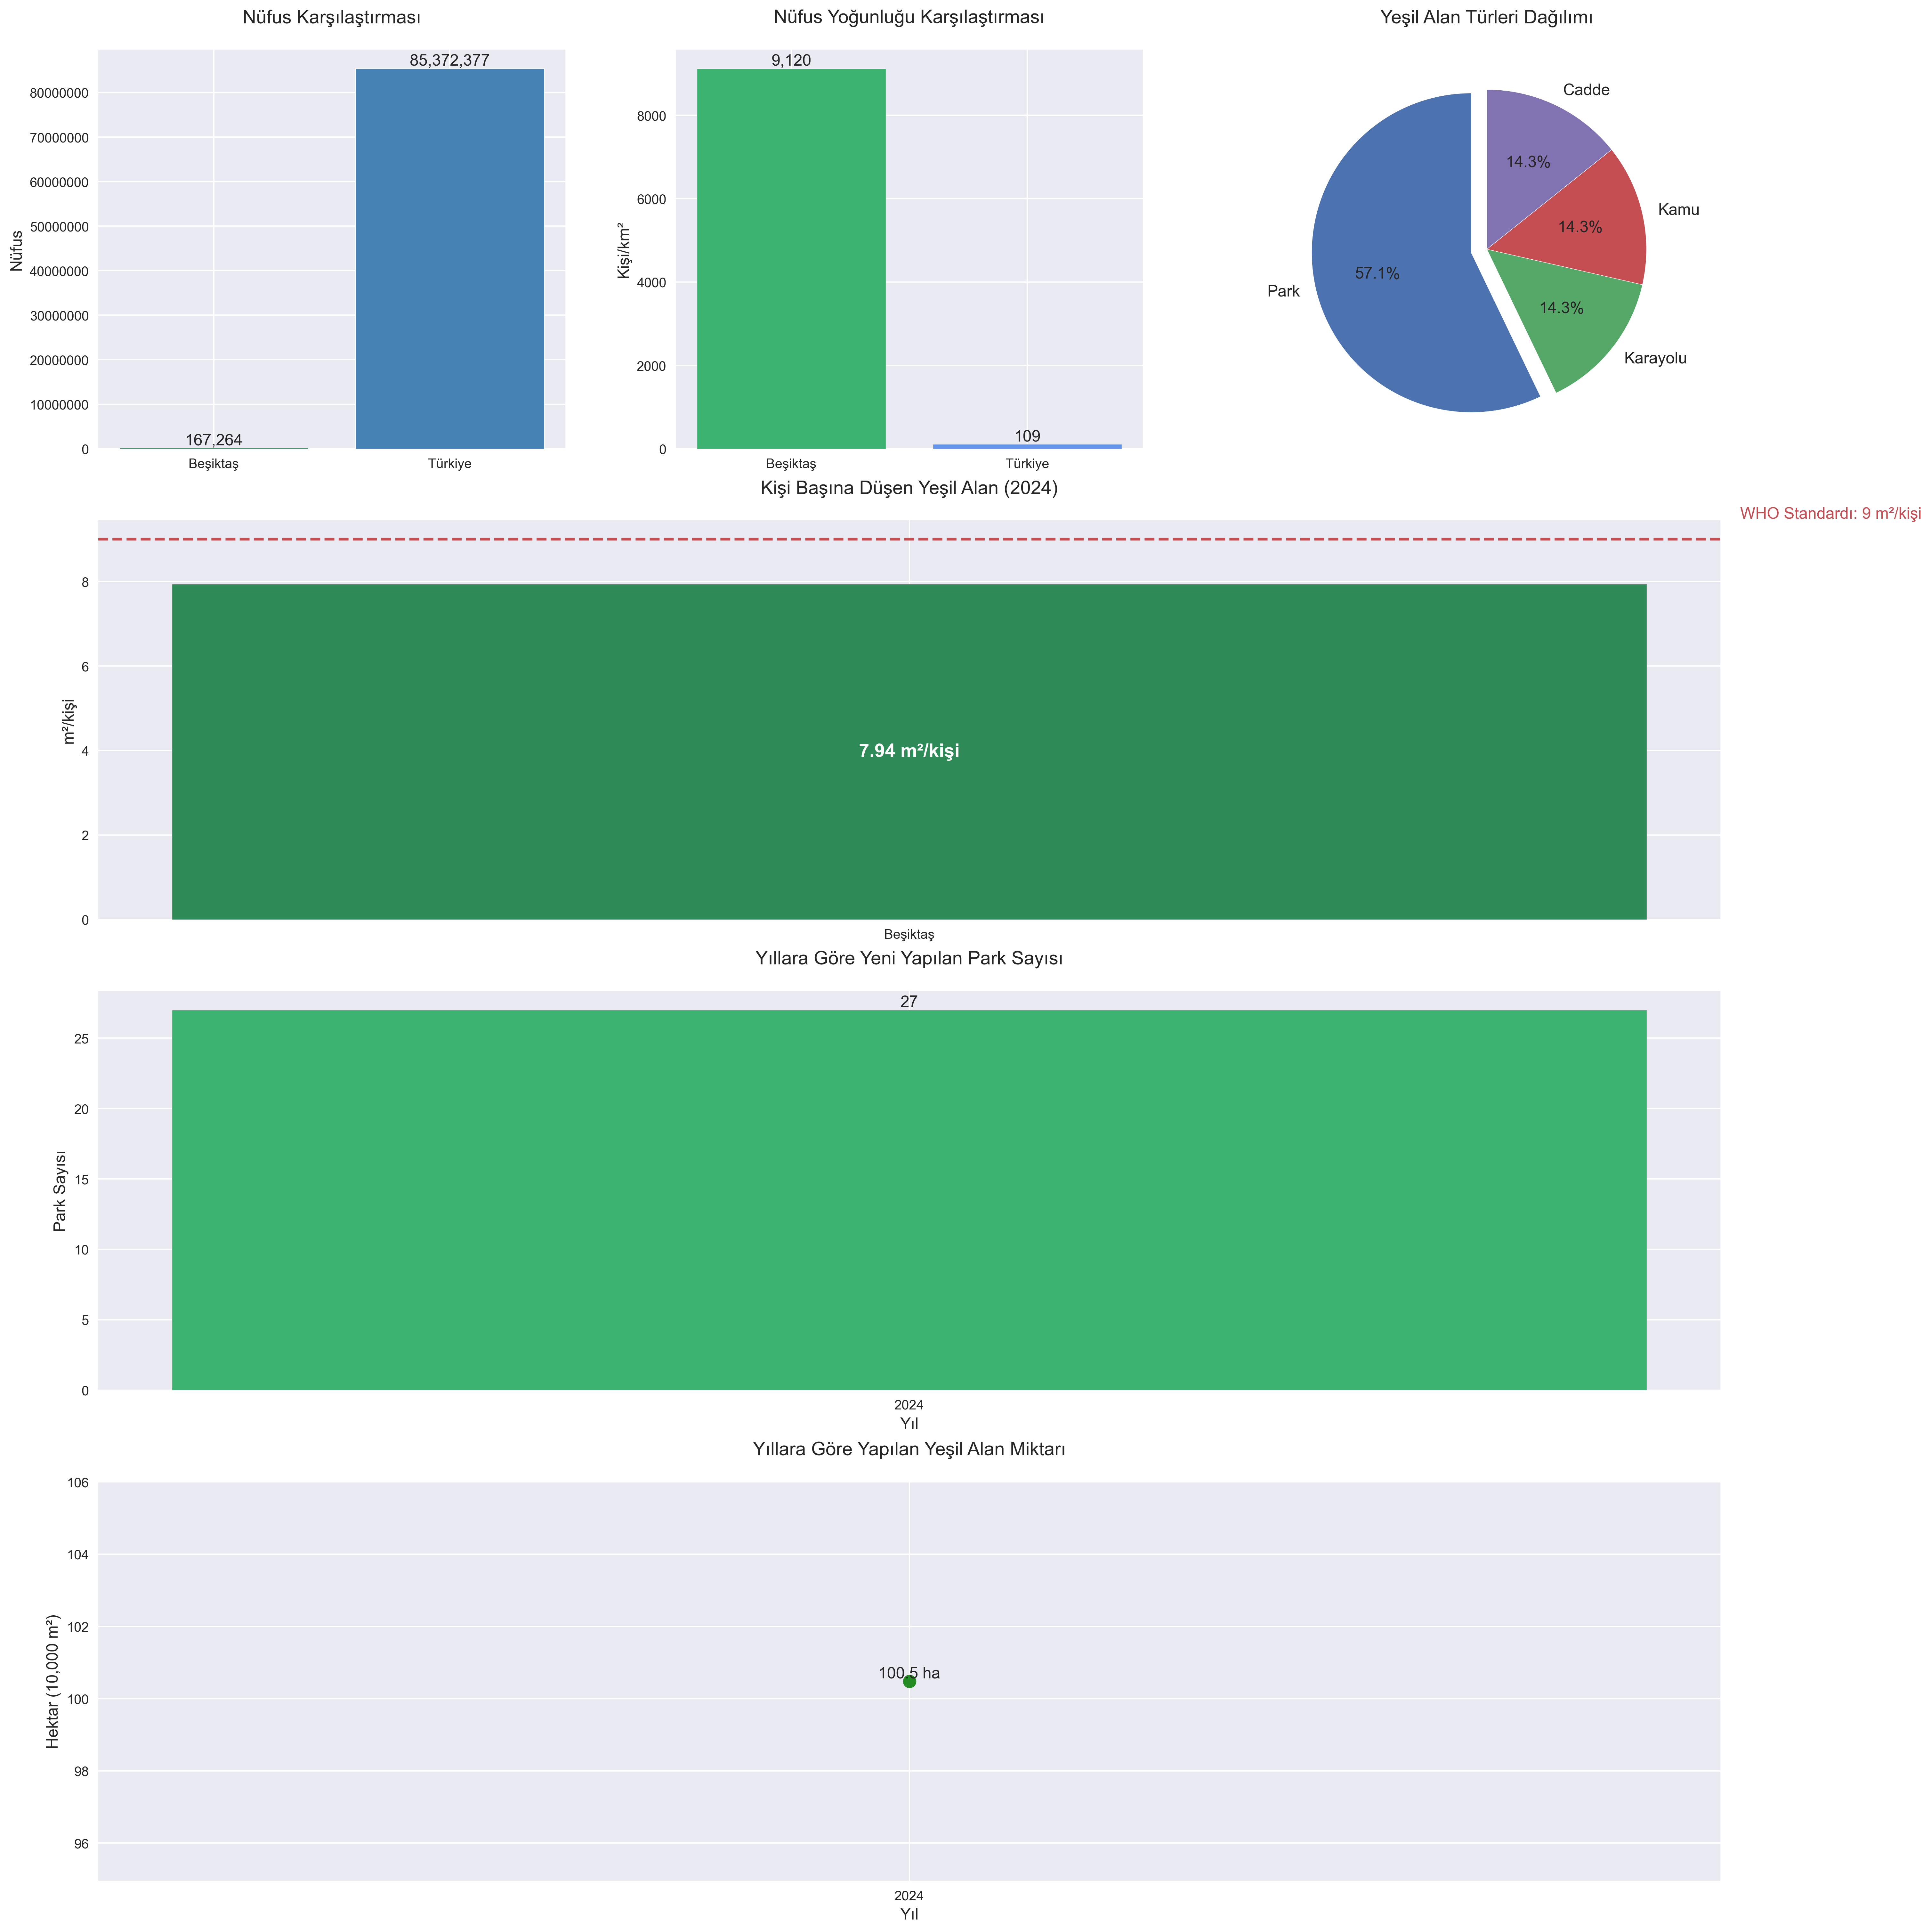 Nüfus Karşılaştırması
85,372,377
80000000
70000000
60000000
50000000
40000000
30000000
20000000
10000000
0
Nüfus
167,264
Beşiktaş
Türkiye
Nüfus Yoğunluğu Karşılaştırması
9,120
8000
6000
4000
2000
0
Kişi/km²
109
Beşiktaş
Türkiye
Yeşil Alan Türleri Dağılımı
Cadde
14.3%
Kamu
14.3%
57.1%
Park
14.3%
Karayolu
Kişi Başına Düşen Yeşil Alan (2024)
WHO Standardı: 9 m²/kişi
8
6
4
2
0
m²/kişi
7.94 m²/kişi
Beşiktaş
Yıllara Göre Yeni Yapılan Park Sayısı
27
25
20
15
10
5
0
Park Sayısı
2024
Yıl
Yıllara Göre Yapılan Yeşil Alan Miktarı
106
104
102
100
98
96
Hektar (10,000 m²)
100.5 ha
2024
Yıl